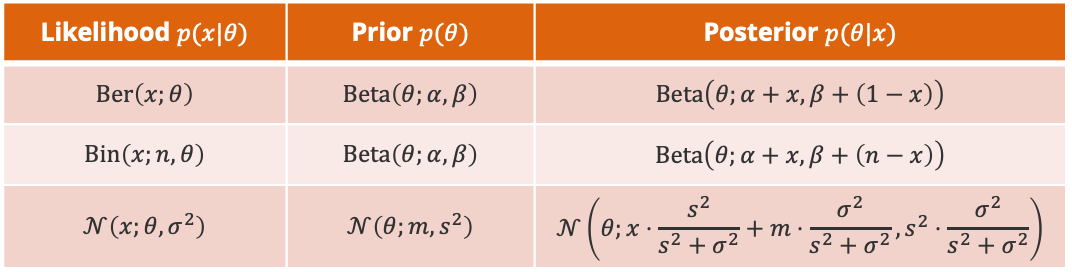 Likelihood p(x|θ) Prior p(θ) Posterior p(θ|x)
Ber(x; θ) Beta(θ; α, β) Beta(θ; α + x, β + (1 − x))
Bin(x; n, θ) Beta(θ; α, β) Beta(θ; α + x, β + (n − x))
𝒩(x; θ, σ²) 𝒩(θ; m, s²) 𝒩(θ; x · s²/(s² + σ²) + m · σ²/(s² + σ²), s² · σ²/(s² + σ²))